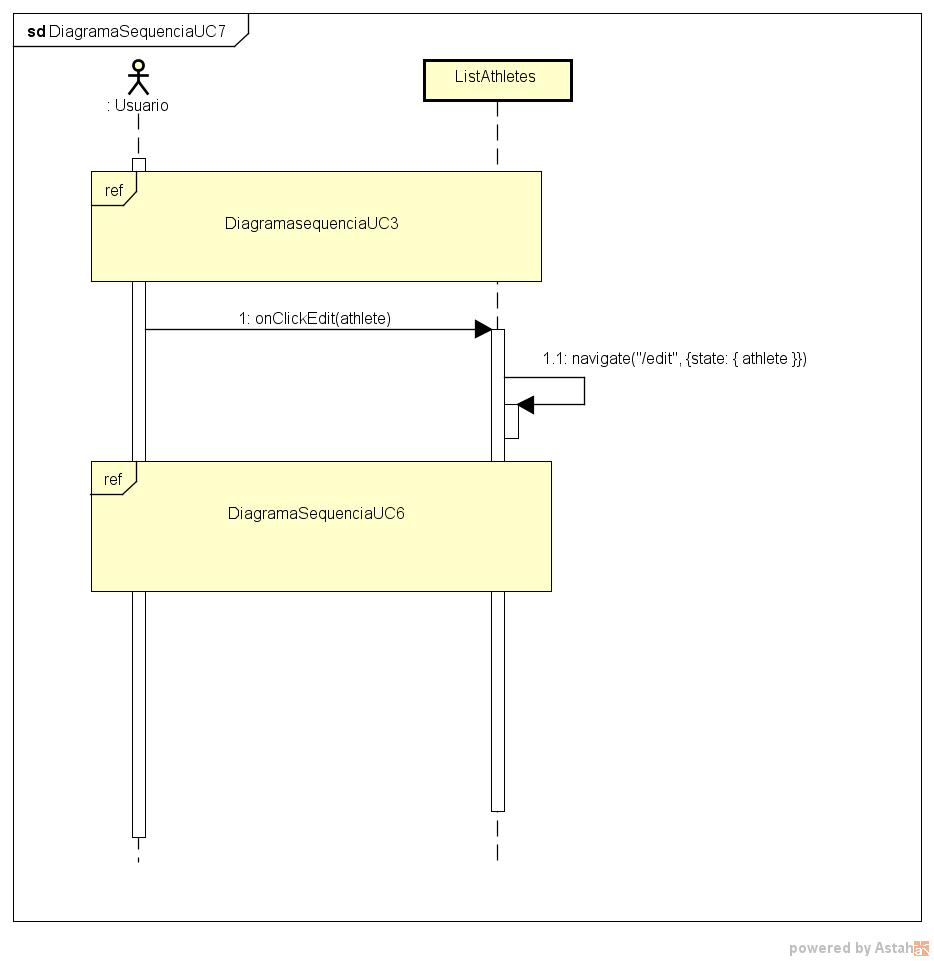 sd DiagramaSequenciaUC7
: Usuario
ListAthletes
ref
DiagramasequenciaUC3
1: onClickEdit(athlete)
1.1: navigate("/edit", {state: { athlete }})
ref
DiagramaSequenciaUC6
powered by Astah